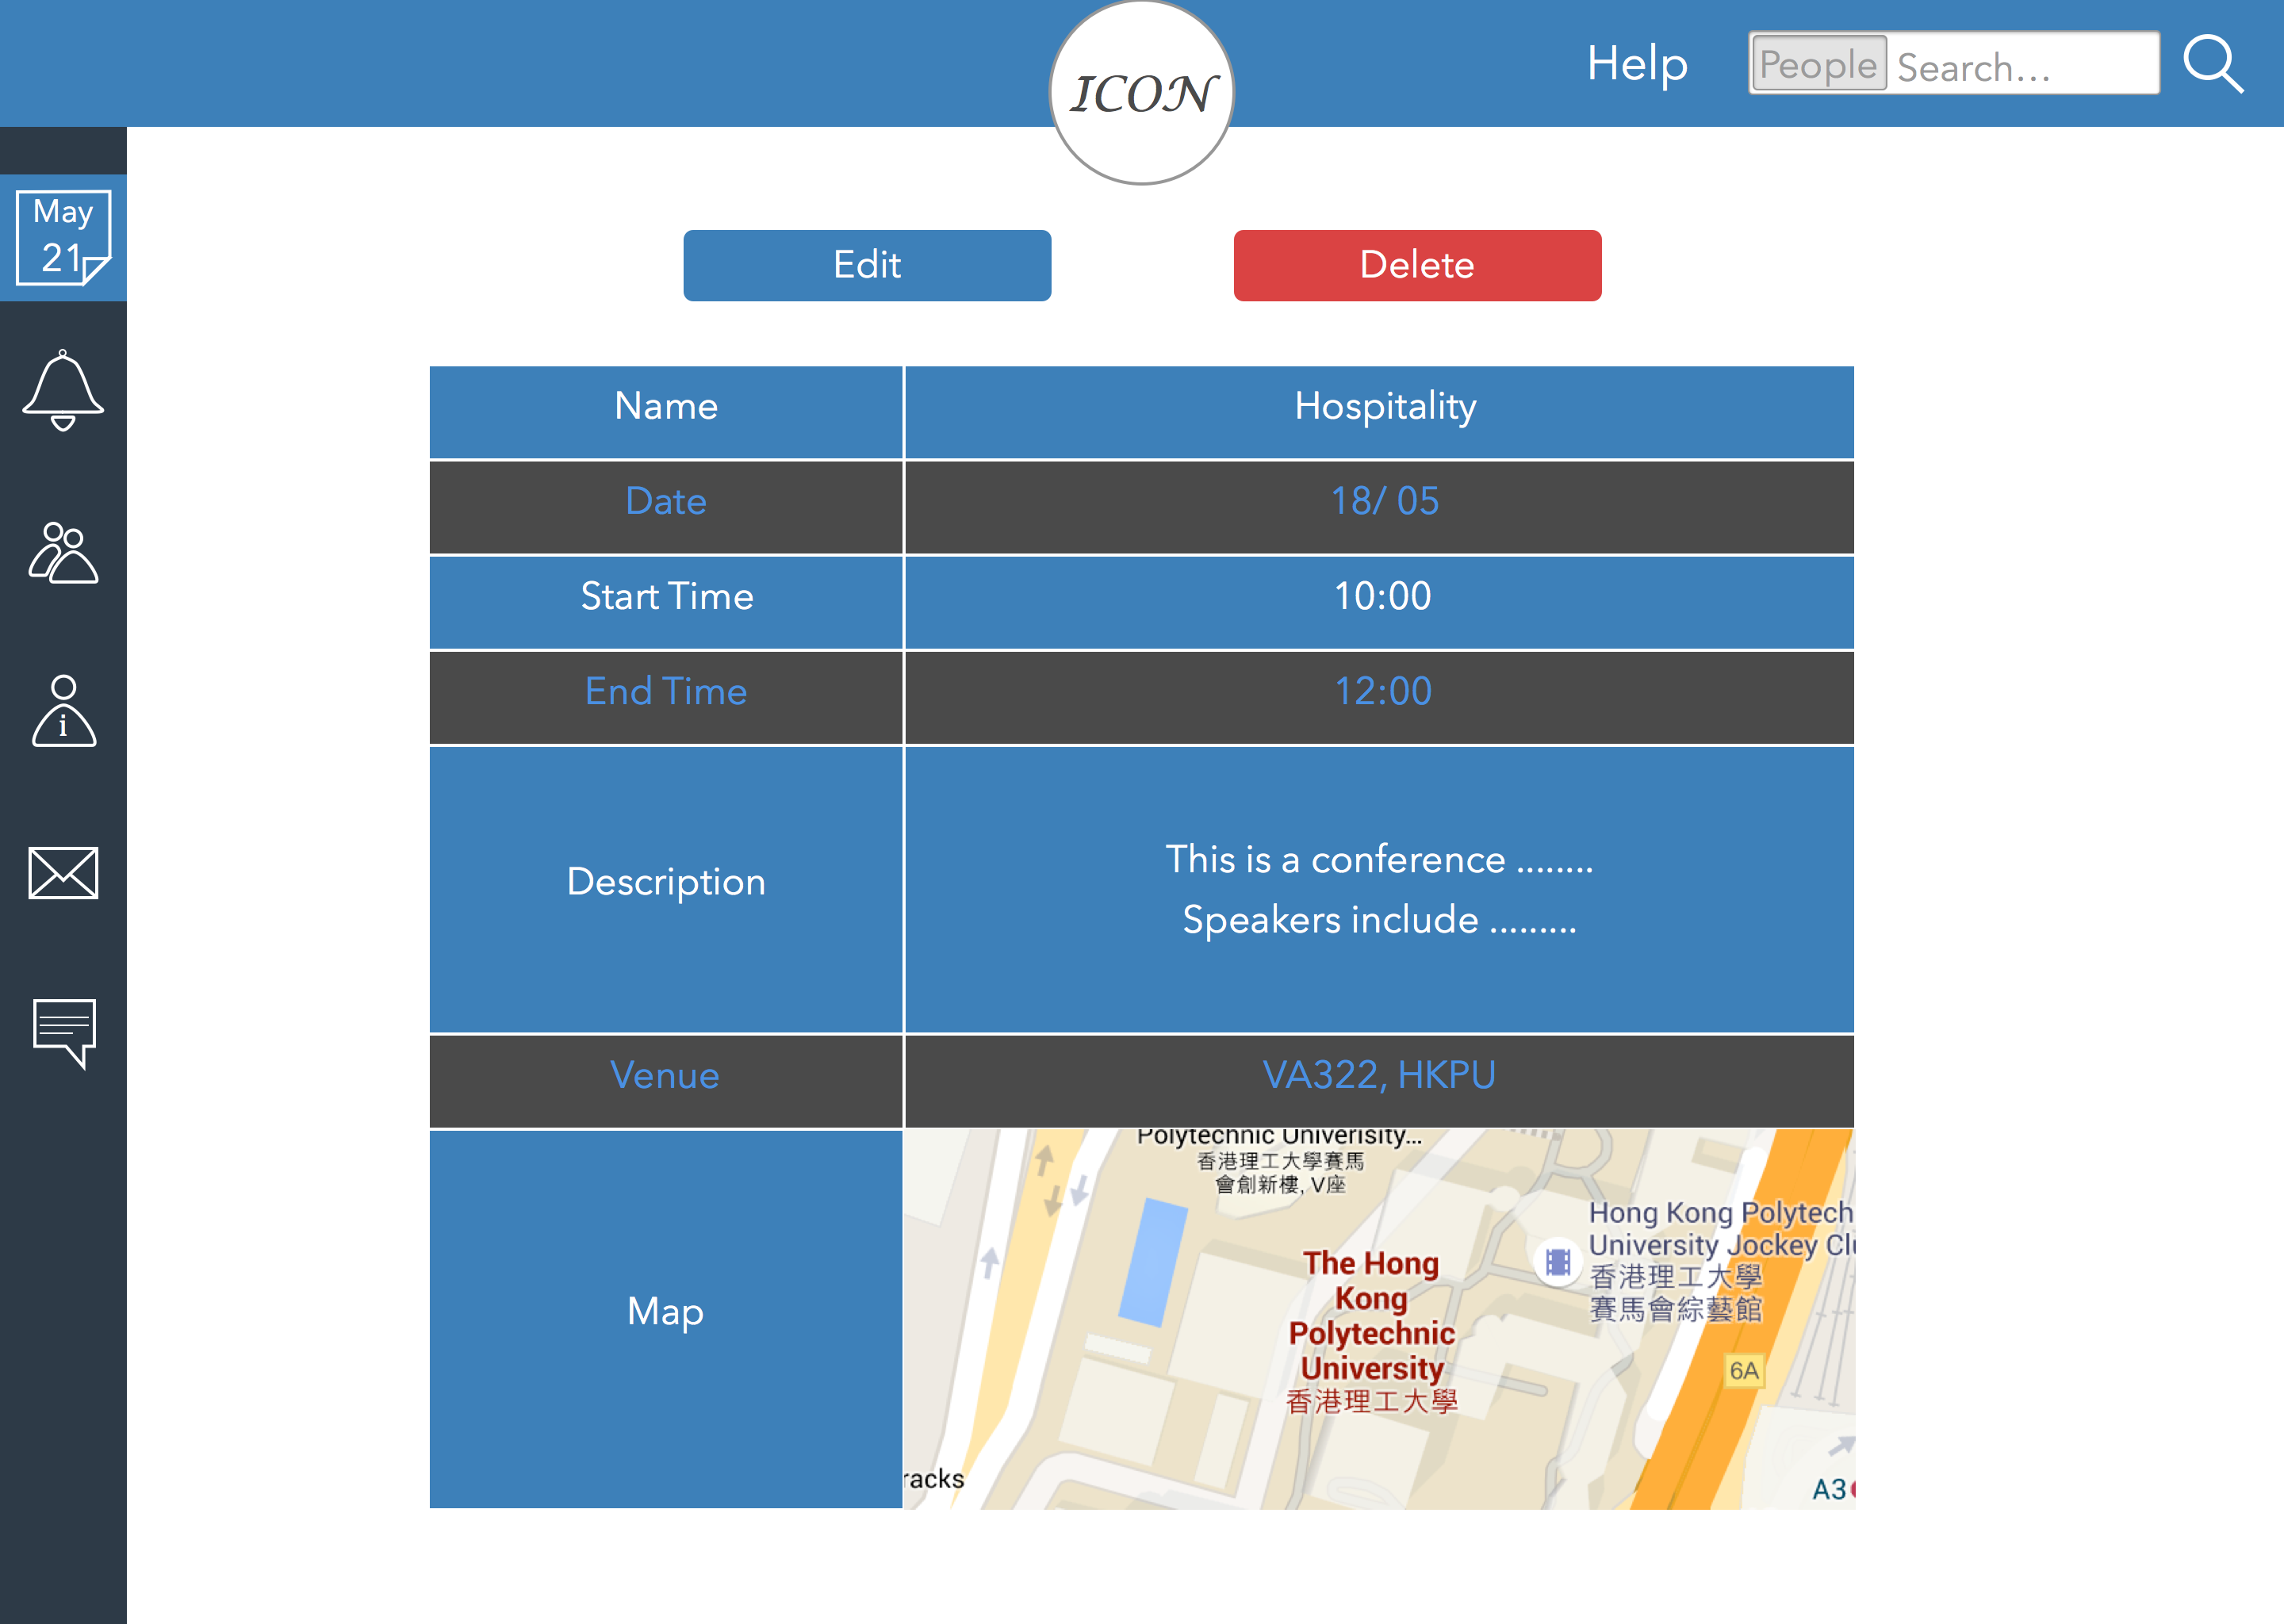 ICON
Help
People Search...
May
21
Edit
Delete
Name
Hospitality
Date
18/ 05
Start Time
10:00
End Time
12:00
i
Description
This is a conference ........
Speakers include .........
Venue
VA322, HKPU
Map
Polytechnic Univerisity...
香港理工大學賽馬
會創新樓, V座
The Hong
Kong
Polytechnic
University
香港理工大學
Hong Kong Polytech
University Jockey Clu
香港理工大學
賽馬會綜藝館
6A
racks
A3